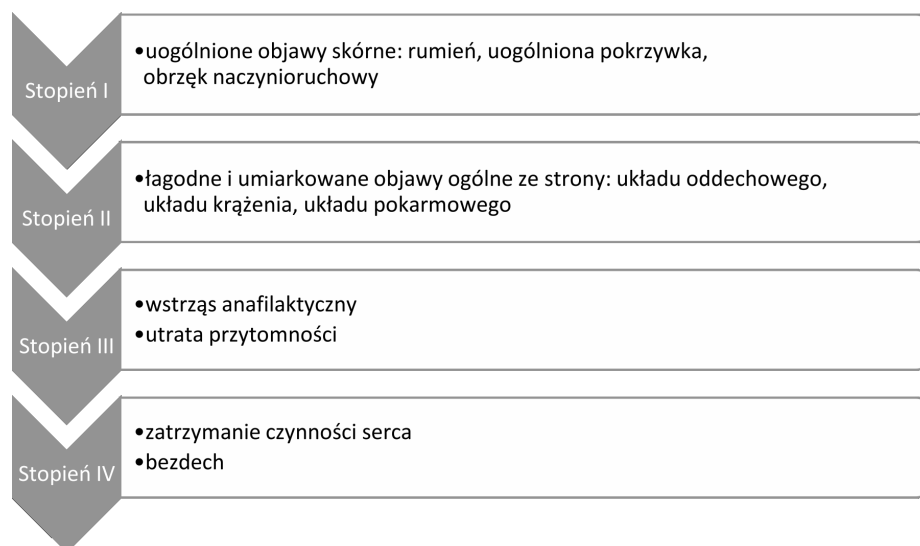 Stopień I
•uogólnione objawy skórne: rumień, uogólniona pokrzywka,
obrzęk naczynioruchowy
Stopień II
•łagodne i umiarkowane objawy ogólne ze strony: układu oddechowego,
układu krążenia, układu pokarmowego
Stopień III
•wstrząs anafilaktyczny
•utrata przytomności
Stopień IV
•zatrzymanie czynności serca
•bezdech